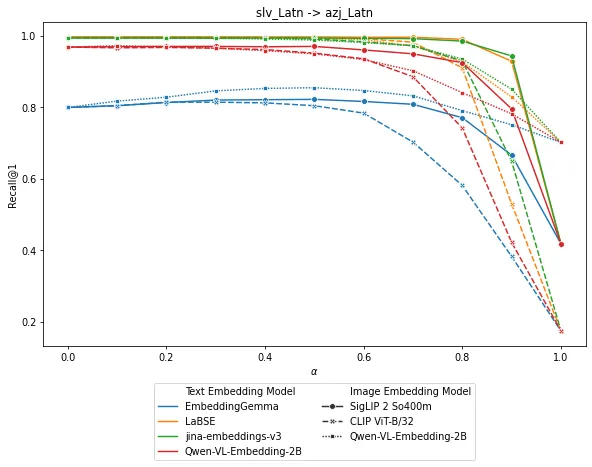 slv_Latn -> azj_Latn
1.0
0.8
0.6
0.4
0.2
Recall@1
0.0 0.2 0.4 0.6 0.8 1.0
α
Text Embedding Model
EmbeddingGemma
LaBSE
jina-embeddings-v3
Qwen-VL-Embedding-2B
Image Embedding Model
SigLIP 2 So400m
CLIP ViT-B/32
Qwen-VL-Embedding-2B